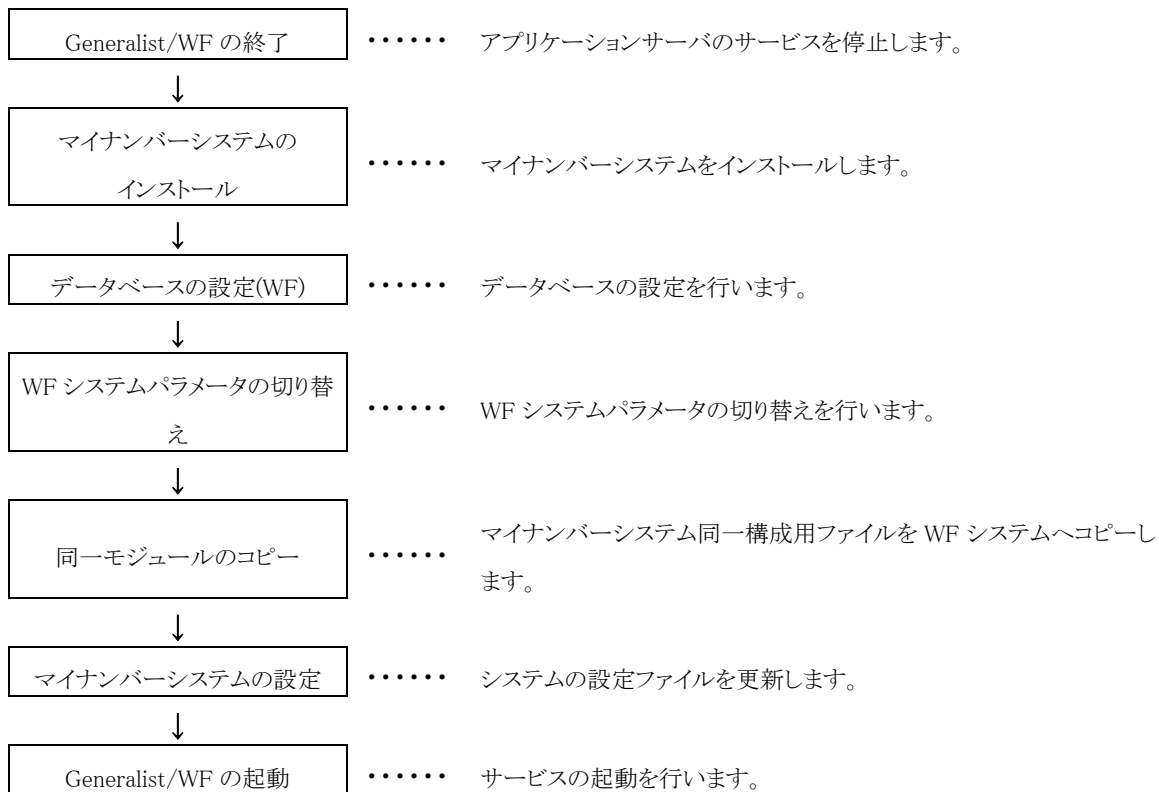 Generalist/WF の終了 ・・・・・・ アプリケーションサーバのサービスを停止します。
↓
マイナンバーシステムの
インストール
・・・・・・ マイナンバーシステムをインストールします。
↓
データベースの設定(WF) ・・・・・・ データベースの設定を行います。
↓
WF システムパラメータの切り替
え
・・・・・・ WF システムパラメータの切り替えを行います。
↓
同一モジュールのコピー ・・・・・・
マイナンバーシステム同一構成用ファイルを WF システムへコピーし
ます。
↓
マイナンバーシステムの設定 ・・・・・・ システムの設定ファイルを更新します。
↓
Generalist/WF の起動 ・・・・・・ サービスの起動を行います。